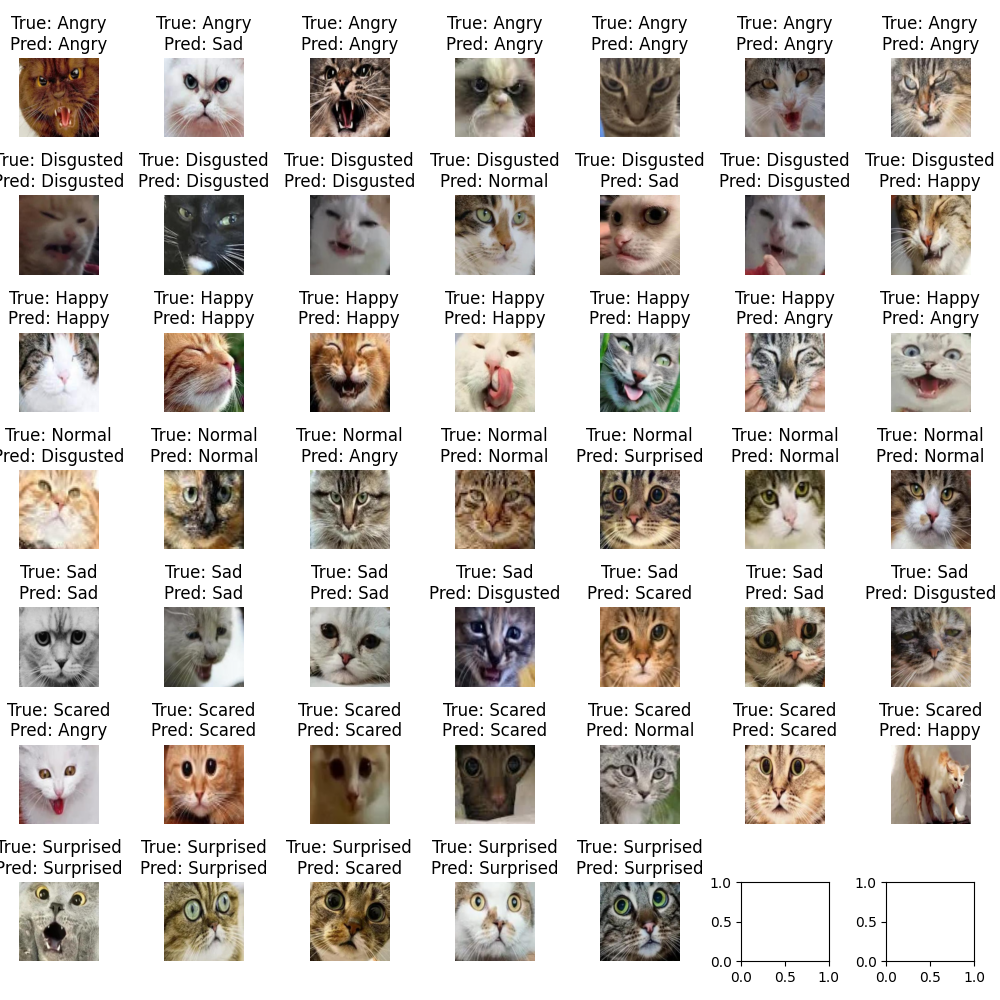 True: Angry True: Angry True: Angry True: Angry True: Angry True: Angry True: Angry
Pred: Angry Pred: Sad Pred: Angry Pred: Angry Pred: Angry Pred: Angry Pred: Angry
True: Disgusted True: Disgusted True: Disgusted True: Disgusted True: Disgusted True: Disgusted True: Disgusted
Pred: Disgusted Pred: Disgusted Pred: Disgusted Pred: Normal Pred: Sad Pred: Disgusted Pred: Happy
True: Happy True: Happy True: Happy True: Happy True: Happy True: Happy True: Happy
Pred: Happy Pred: Happy Pred: Happy Pred: Happy Pred: Happy Pred: Angry Pred: Angry
True: Normal True: Normal True: Normal True: Normal True: Normal True: Normal True: Normal
Pred: Disgusted Pred: Normal Pred: Angry Pred: Normal Pred: Surprised Pred: Normal Pred: Normal
True: Sad True: Sad True: Sad True: Sad True: Sad True: Sad True: Sad
Pred: Sad Pred: Sad Pred: Sad Pred: Disgusted Pred: Scared Pred: Sad Pred: Disgusted
True: Scared True: Scared True: Scared True: Scared True: Scared True: Scared True: Scared
Pred: Angry Pred: Scared Pred: Scared Pred: Scared Pred: Normal Pred: Scared Pred: Happy
True: Surprised True: Surprised True: Surprised True: Surprised True: Surprised
Pred: Surprised Pred: Surprised Pred: Scared Pred: Surprised Pred: Surprised
1.0 1.0
0.5 0.5
0.0 0.0
0.0 0.5 1.0 0.0 0.5 1.0